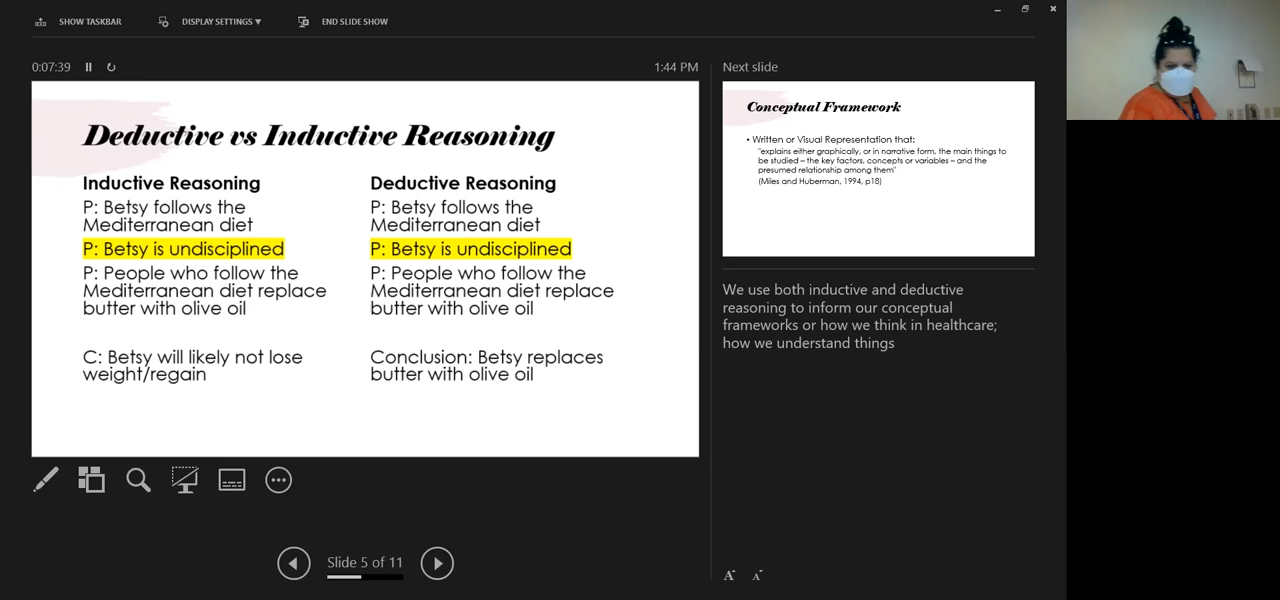 SHOW TASKBAR
DISPLAY SETTINGS ▼
END SLIDE SHOW
0:07:39
1:44 PM
Deductive vs Inductive Reasoning
Inductive Reasoning
P: Betsy follows the
Mediterranean diet
P: Betsy is undisciplined
P: People who follow the
Mediterranean diet replace
butter with olive oil
C: Betsy will likely not lose
weight/regain
Deductive Reasoning
P: Betsy follows the
Mediterranean diet
P: Betsy is undisciplined
P: People who follow the
Mediterranean diet replace
butter with olive oil
Conclusion: Betsy replaces
butter with olive oil
Slide 5 of 11
Next slide
Conceptual Framework
• Written or Visual Representation that:
"explains either graphically, or in narrative form, the main things to
be studied – the key factors, concepts or variables – and the
presumed relationship among them"
(Miles and Huberman, 1994, p18)
We use both inductive and deductive
reasoning to inform our conceptual
frameworks or how we think in healthcare;
how we understand things
A A